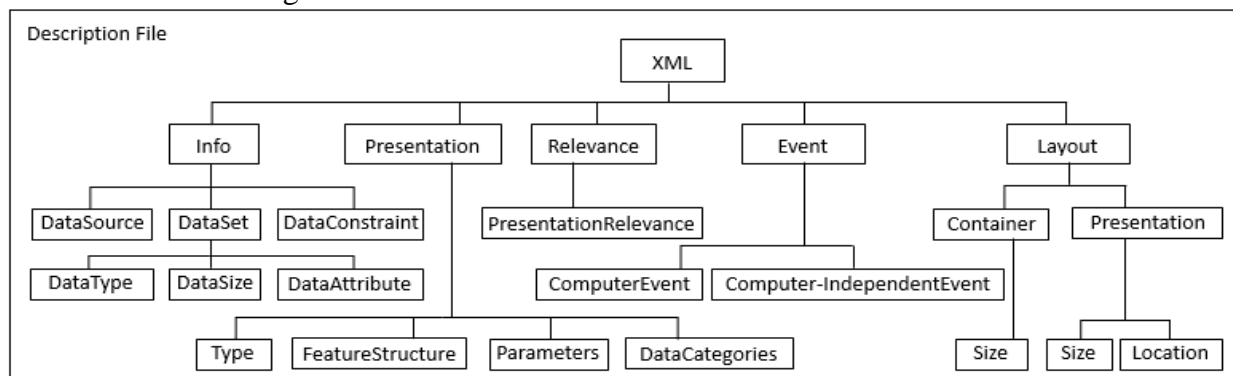 Description File
XML
Info Presentation Relevance Event Layout
DataSource DataSet DataConstraint PresentationRelevance Container Presentation
DataType DataSize DataAttribute ComputerEvent Computer-IndependentEvent
Type FeatureStructure Parameters DataCategories Size Size Location